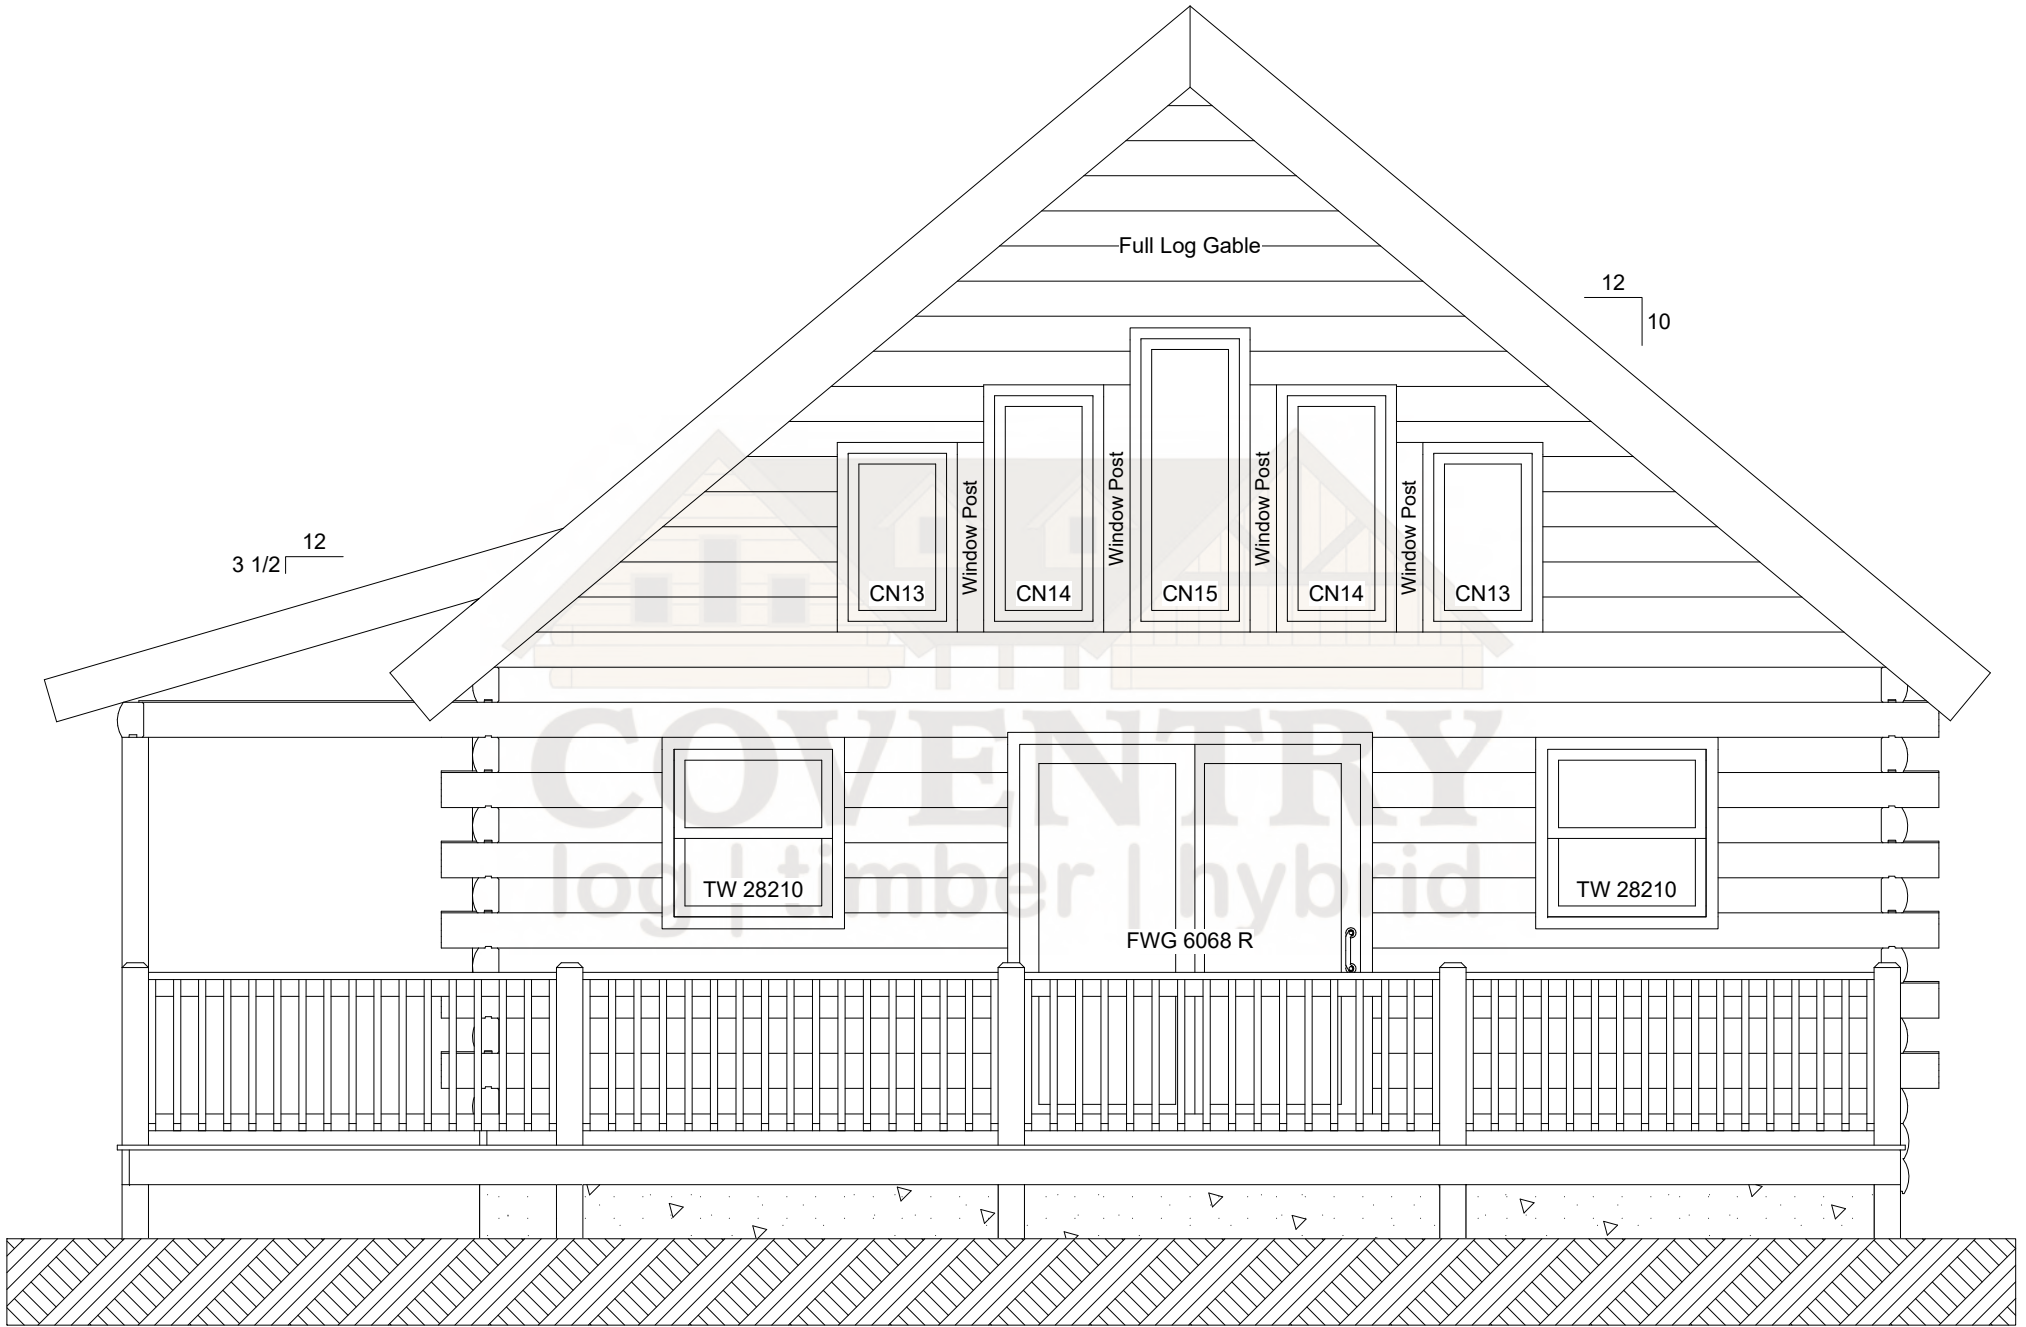 Full Log Gable
12
10
12
3 1/2
Window Post
Window Post
Window Post
Window Post
CN13
CN14
CN15
CN14
CN13
COVENTRY
log | timber | hybrid
TW 28210
TW 28210
FWG 6068 R